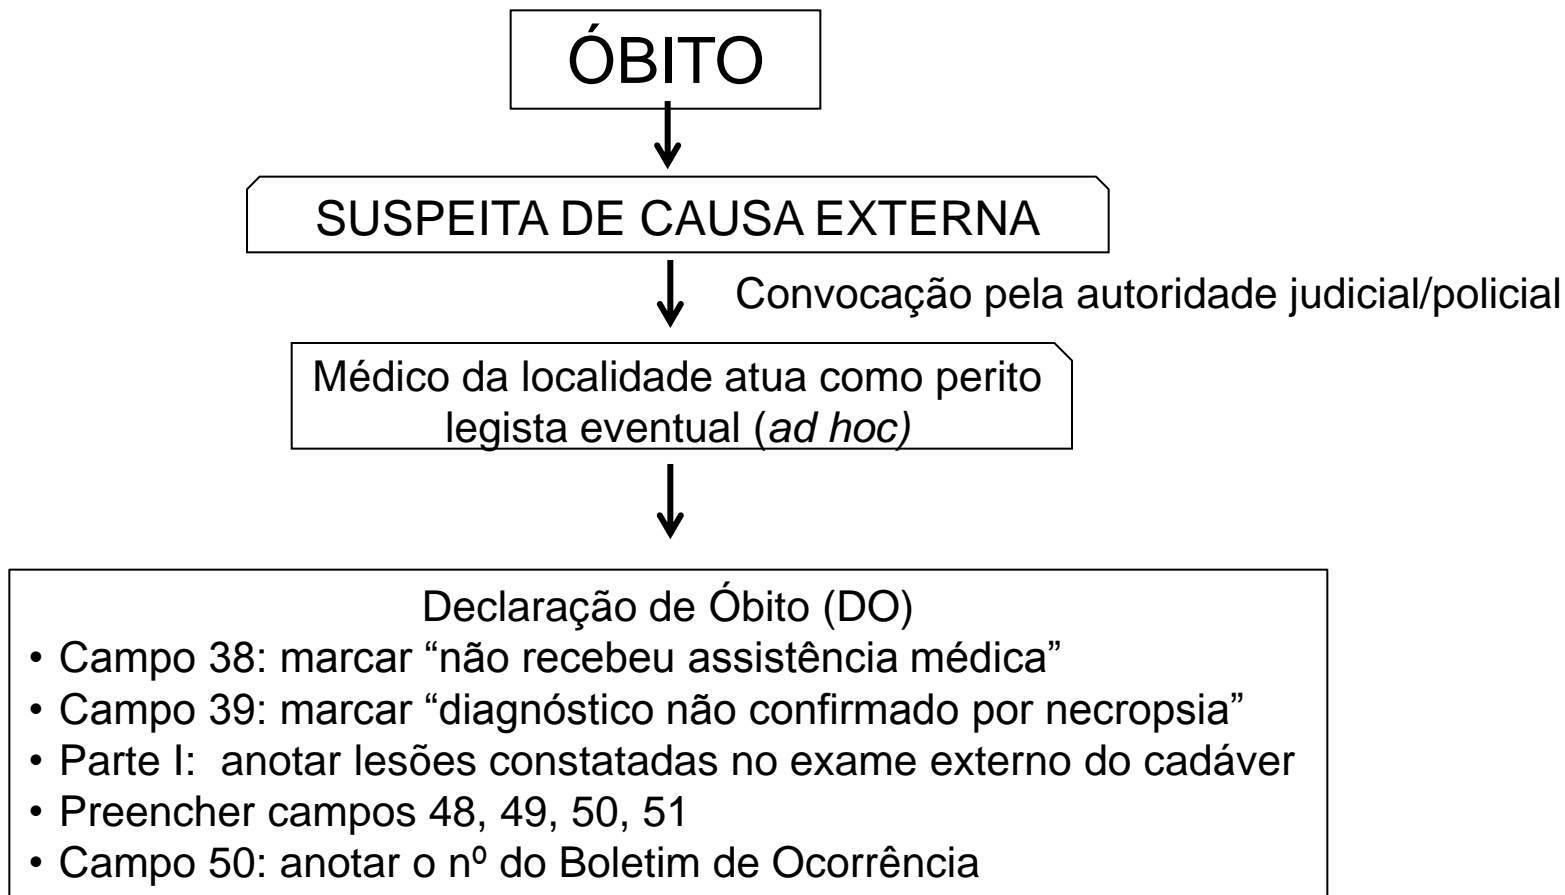 ÓBITO
SUSPEITA DE CAUSA EXTERNA
Convocação pela autoridade judicial/policial
Médico da localidade atua como perito
legista eventual (ad hoc)
Declaração de Óbito (DO)
• Campo 38: marcar “não recebeu assistência médica”
• Campo 39: marcar “diagnóstico não confirmado por necropsia”
• Parte I: anotar lesões constatadas no exame externo do cadáver
• Preencher campos 48, 49, 50, 51
• Campo 50: anotar o nº do Boletim de Ocorrência